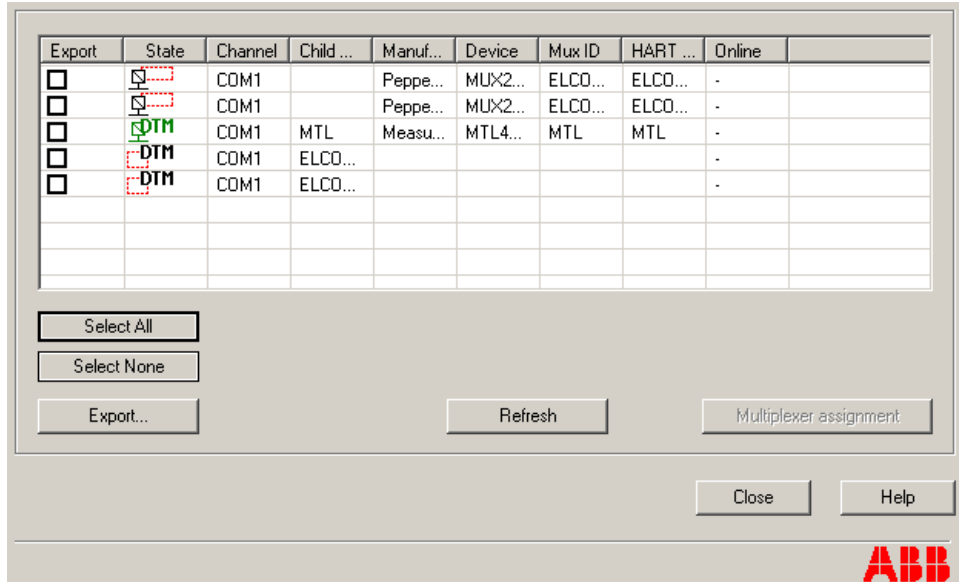 Export State Channel Child ... Manuf... Device Mux ID HART ... Online
COM1 Peppe... MUX2... ELCO... ELCO... -
COM1 Peppe... MUX2... ELCO... ELCO... -
DTM COM1 MTL Measu... MTL4... MTL MTL -
DTM COM1 ELCO... -
DTM COM1 ELCO... -
Select All
Select None
Export... Refresh Multiplexer assignment
Close Help
ABB